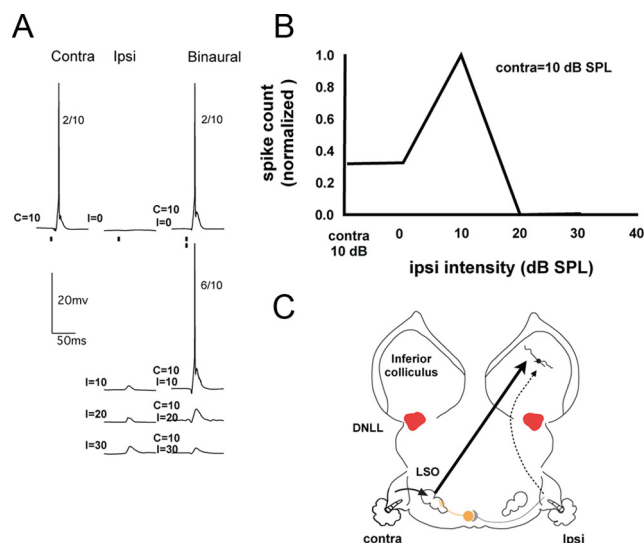 A
Contra Ipsi Binaural
2/10
2/10
C=10 I=0
C=10
I=0
20mv
50ms
6/10
I=10
C=10
I=10
I=20
C=10
I=20
I=30
C=10
I=30
B
contra=10 dB SPL
spike count
(normalized)
1.0
0.8
0.6
0.4
0.2
0.0
contra
10 dB
0 10 20 30 40
ipsi intensity (dB SPL)
C
Inferior
colliculus
DNLL
LSO
contra
Ipsi